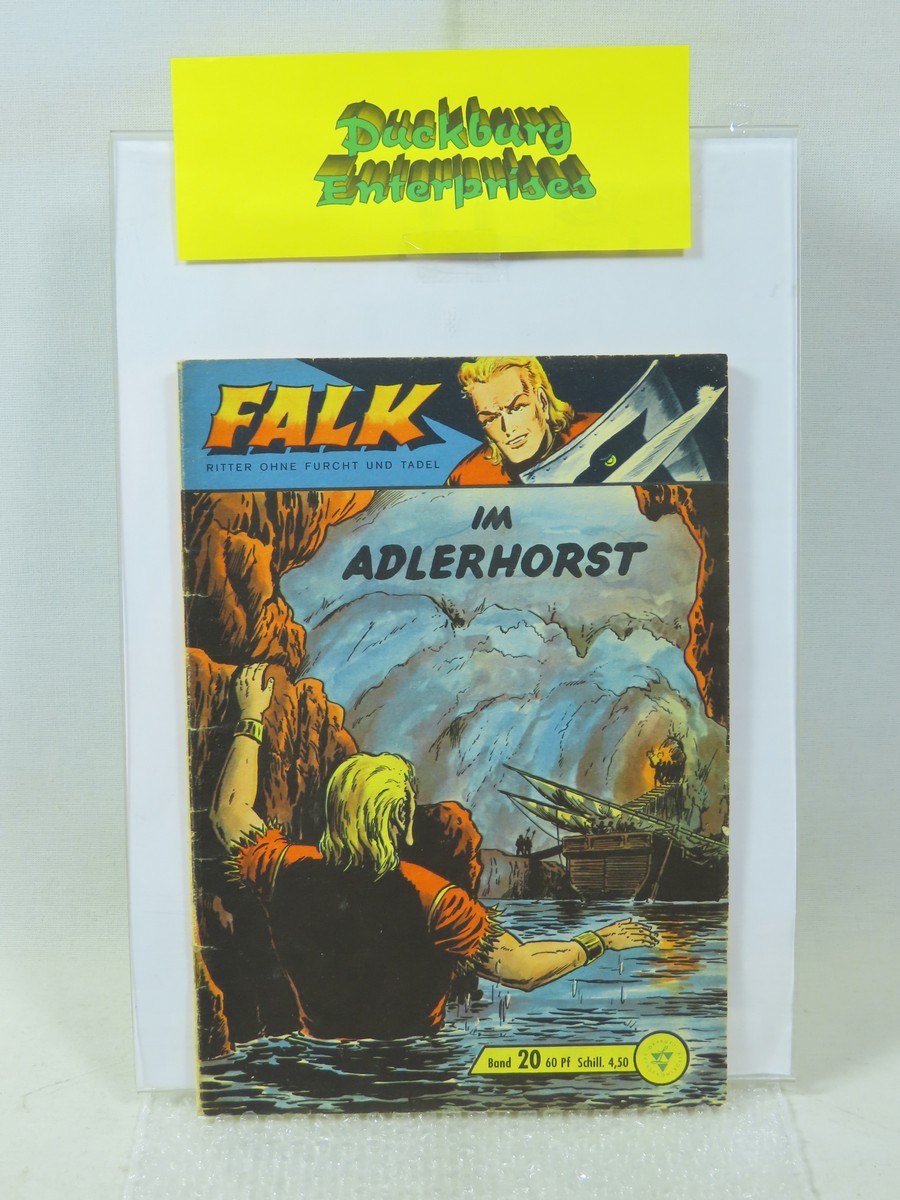 Duckburg
Enterprises
FALK
RITTER OHNE FURCHT UND TADEL
IM
ADLERHORST
Band 20 60 Pf Schill. 4,50